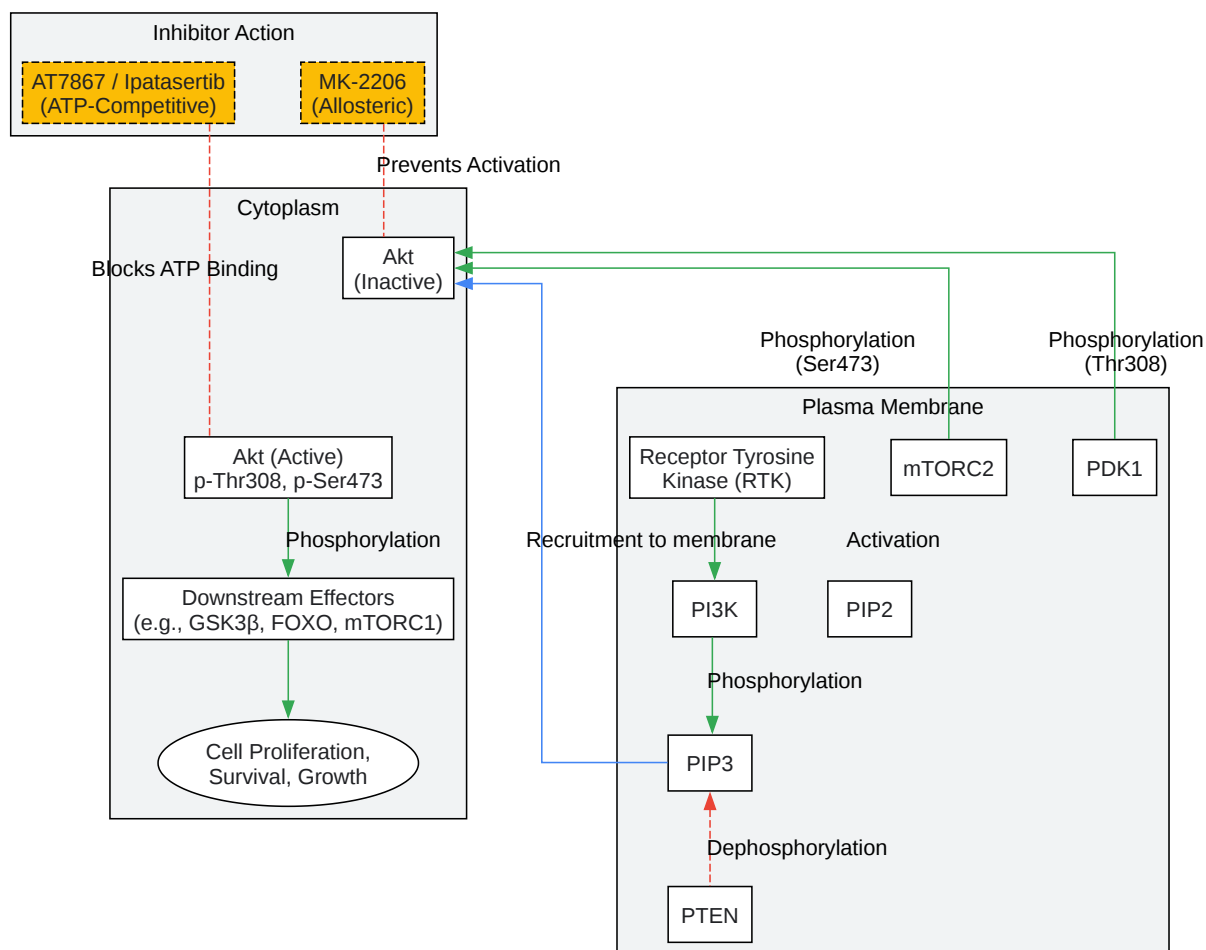 Inhibitor Action
AT7867 / Ipatasertib
(ATP-Competitive)
MK-2206
(Allosteric)
Prevents Activation
Cytoplasm
Blocks ATP Binding
Akt
(Inactive)
Phosphorylation
(Ser473)
Phosphorylation
(Thr308)
Plasma Membrane
Akt (Active)
p-Thr308, p-Ser473
Receptor Tyrosine
Kinase (RTK)
mTORC2
PDK1
Phosphorylation
Recruitment to membrane
Activation
Downstream Effectors
(e.g., GSK3β, FOXO, mTORC1)
PI3K
PIP2
Phosphorylation
Cell Proliferation,
Survival, Growth
PIP3
Dephosphorylation
PTEN